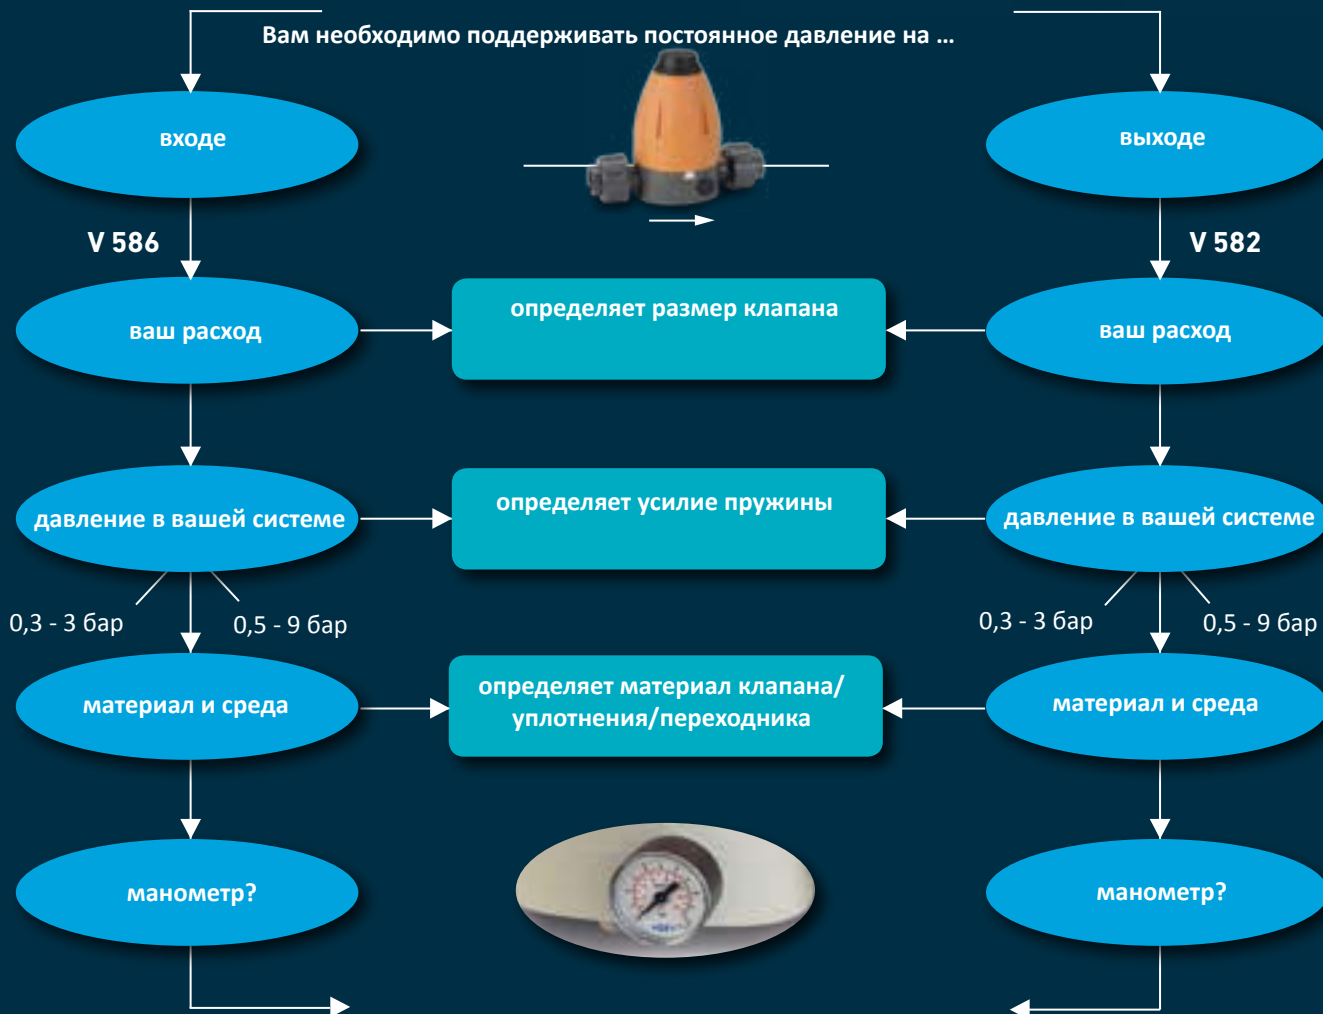 Вам необходимо поддерживать постоянное давление на ...
входе
выходе
V 586
V 582
ваш расход
определяет размер клапана
ваш расход
давление в вашей системе
определяет усилие пружины
давление в вашей системе
0,3 - 3 бар
0,5 - 9 бар
0,3 - 3 бар
0,5 - 9 бар
материал и среда
определяет материал клапана/
уплотнения/переходника
материал и среда
манометр?
манометр?